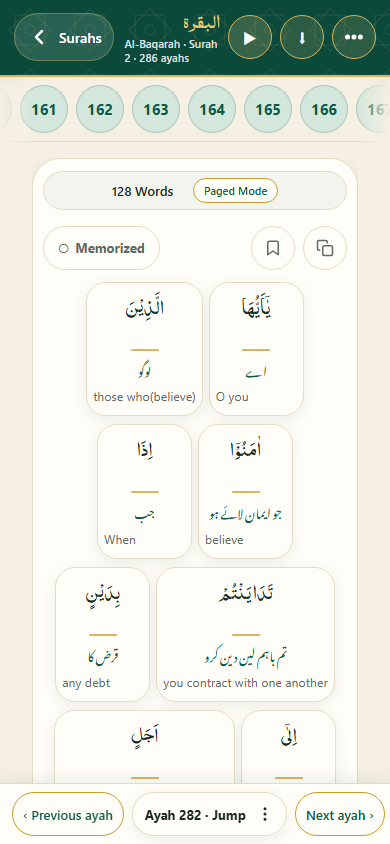 Surahs
البقرة
Al-Baqarah · Surah
2 · 286 ayahs
161 162 163 164 165 166 167
128 Words Paged Mode
Memorized
يٰٓاَيُّهَا الَّذِيْنَ
اے لوگو
O you those who(believe)
اٰمَنُوْٓا اِذَا
جو ایمان لائے ہو جب
believe When
تَدَايَنْتُمْ بِدَيْنٍ
تم باہم لین دین کرو قرض کا
you contract with one another any debt
اِلٰٓى اَجَلٍ
‹ Previous ayah Ayah 282 · Jump Next ayah ›